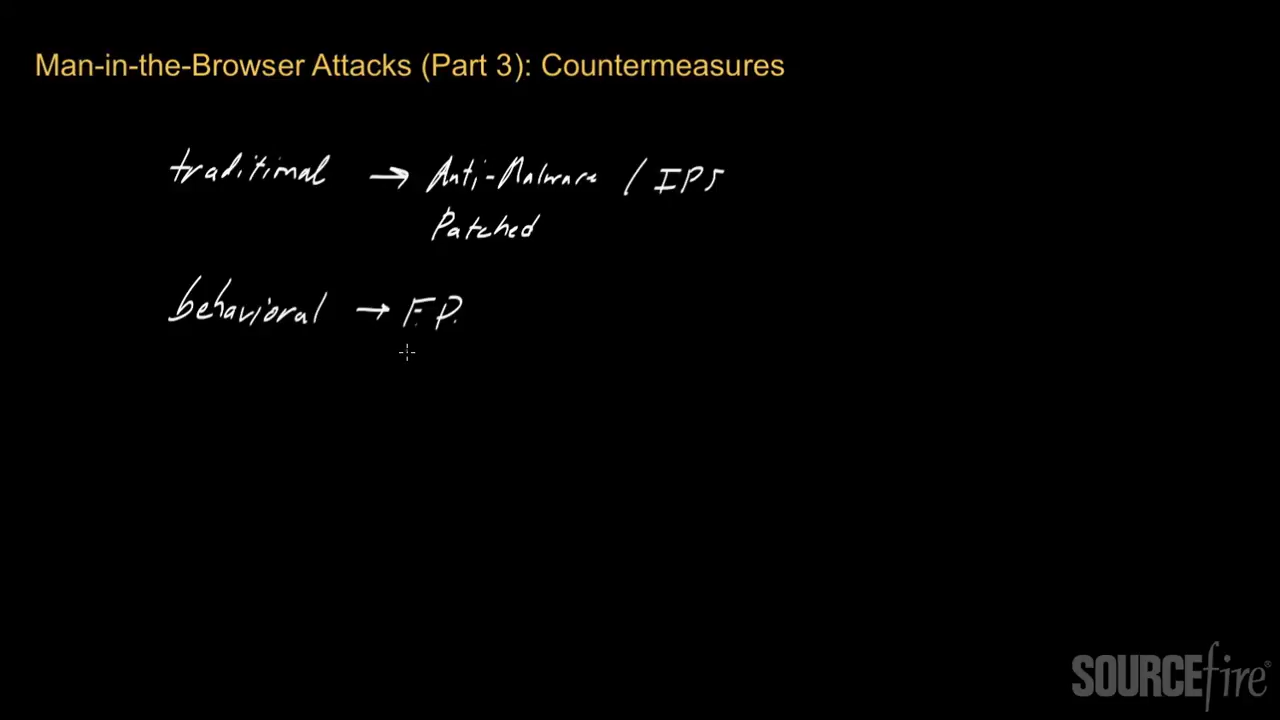 Man-in-the-Browser Attacks (Part 3): Countermeasures
traditional → Anti-Malware / IPS
Patched
behavioral → F.P.
SOURCEfire®